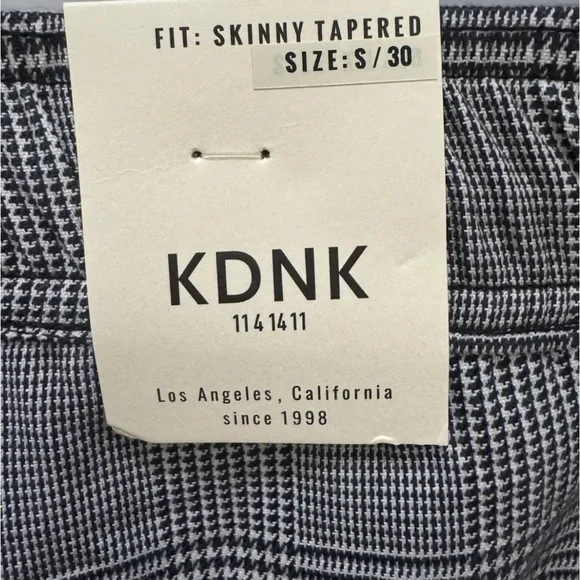 FIT: SKINNY TAPERED
SIZE: S / 30
KDNK
1141411
Los Angeles, California
since 1998